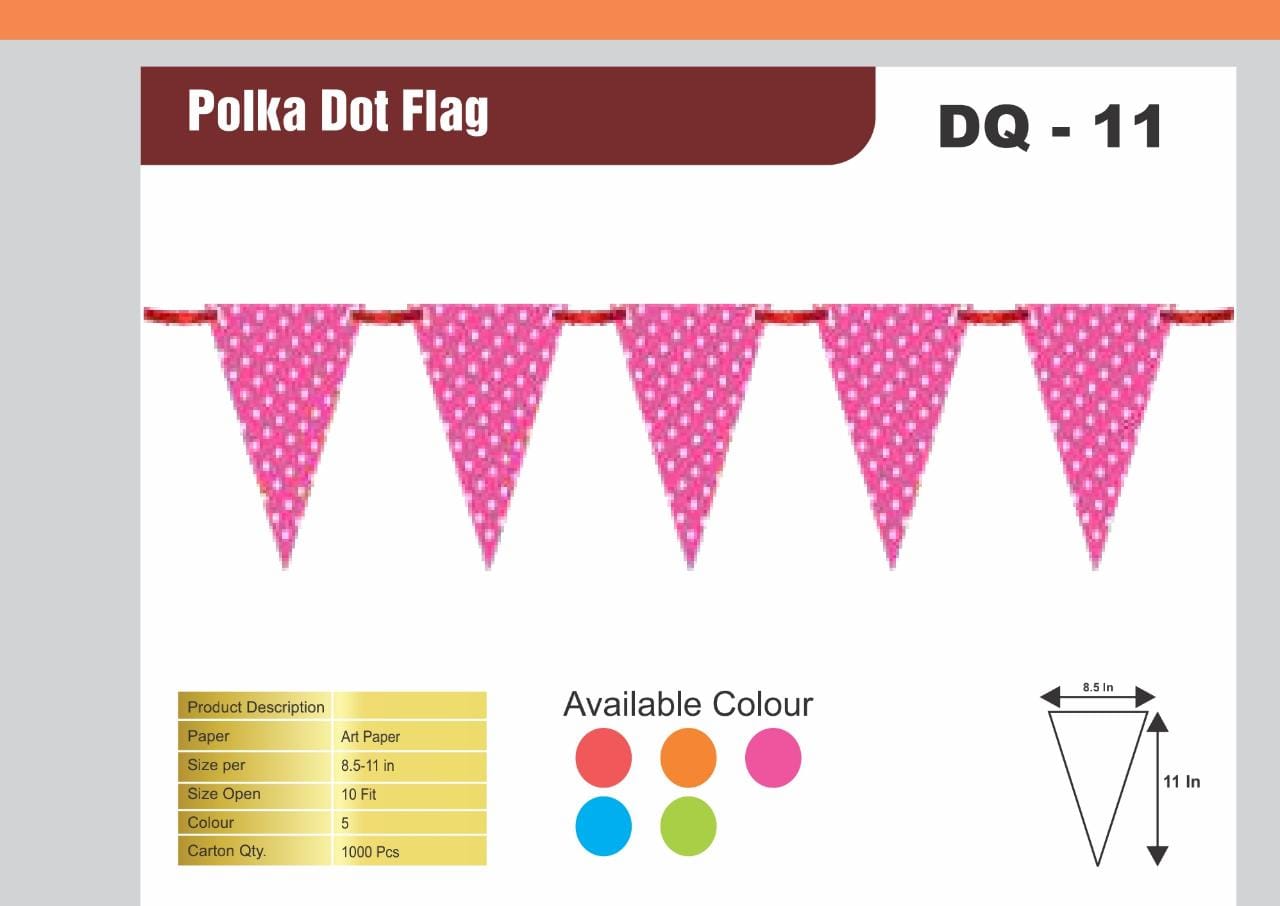 Polka Dot Flag
DQ - 11
Product Description
Paper Art Paper
Size per 8.5-11 in
Size Open 10 Fit
Colour 5
Carton Qty. 1000 Pcs
Available Colour
8.5 In
11 In